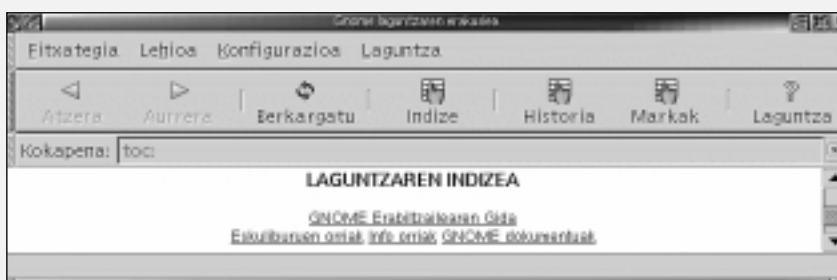 Gnome laguntzaren erakuslea
Fitxategia Lehioa Konfigurazioa Laguntza
Atzera Aurrera Berkargatu Indize Historia Markak Laguntza
Kokapena: toc:
LAGUNTZAREN INDIZEA
GNOME Erabiltzailearen Gida
Eskuliburuen orriak Info orriak GNOME dokumentuak